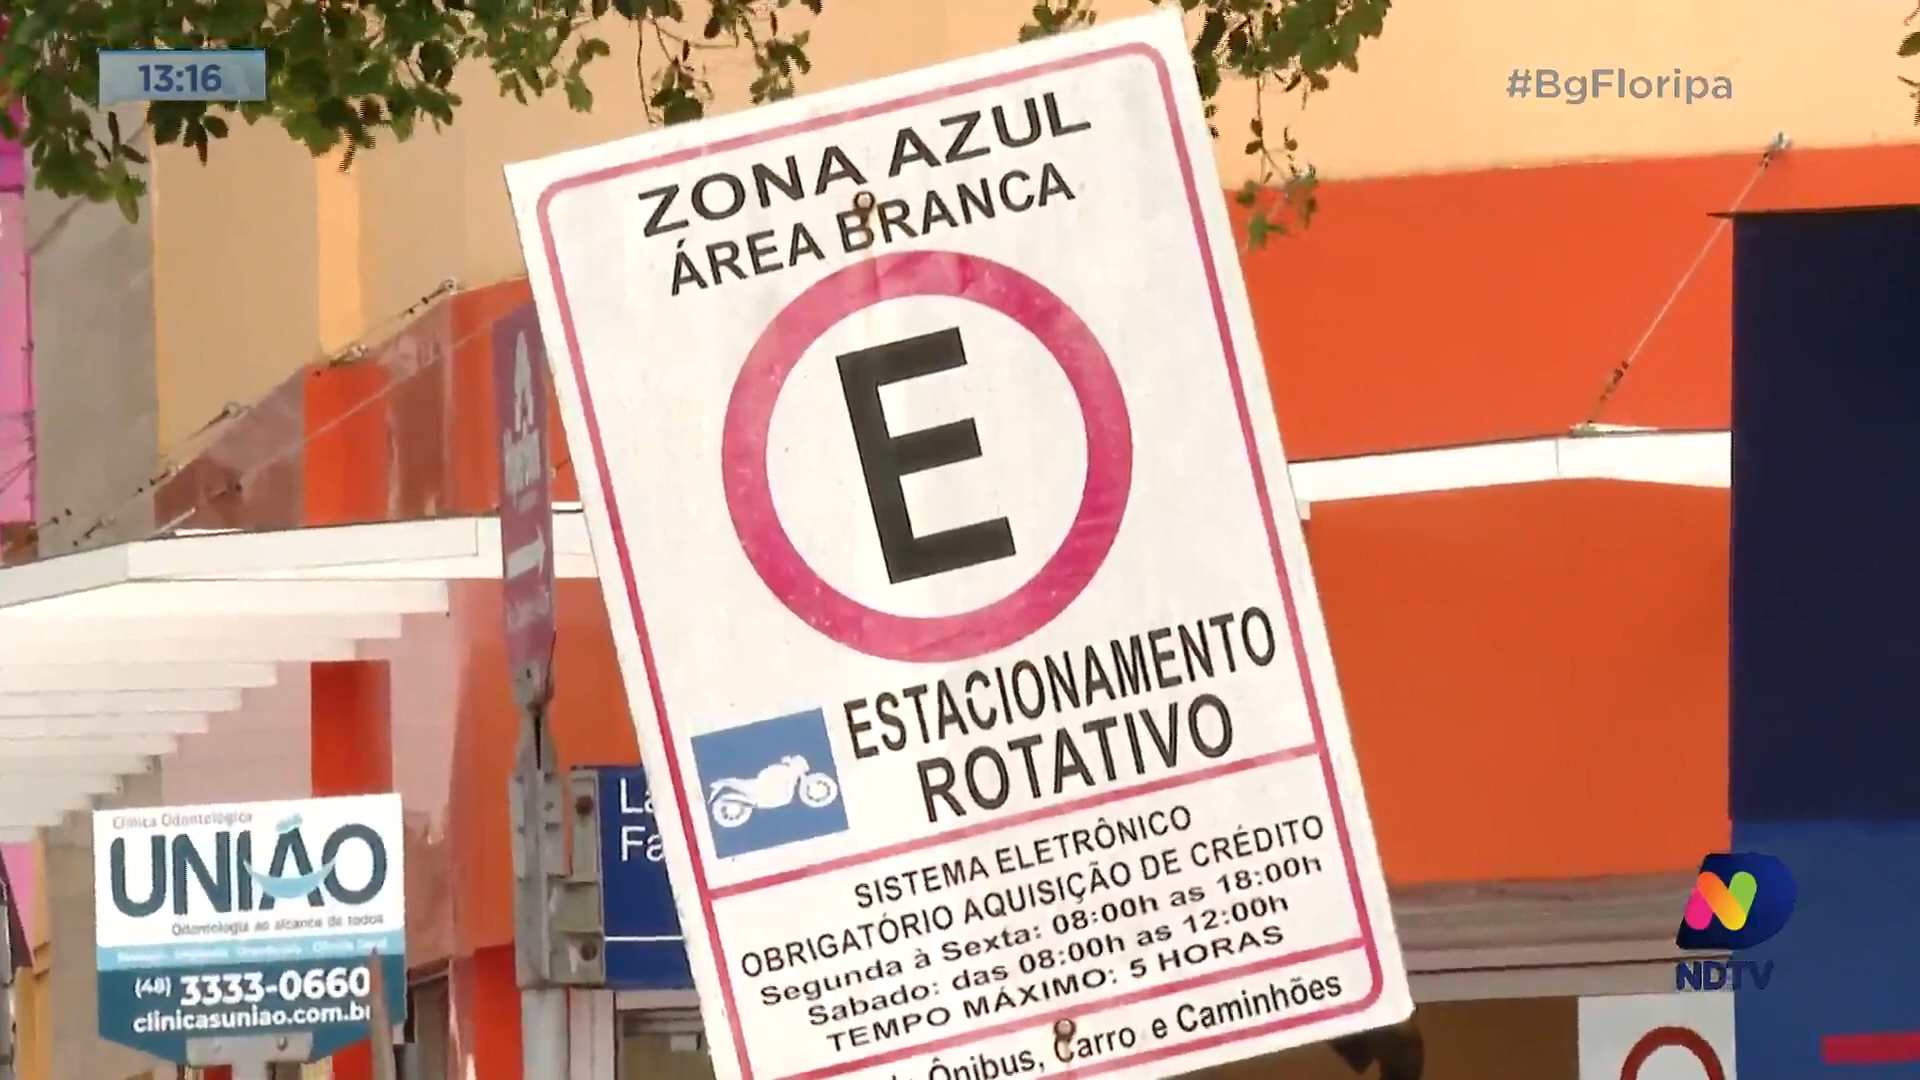 13:16
#BgFloripa
ZONA AZUL
ÁREA BRANCA
E
ESTACIONAMENTO
ROTATIVO
SISTEMA ELETRÔNICO
OBRIGATÓRIO AQUISIÇÃO DE CRÉDITO
Segunda à Sexta: 08:00h as 18:00h
Sabado: das 08:00h as 12:00h
TEMPO MÁXIMO: 5 HORAS
Ônibus, Carro e Caminhões
Clínica Odontológica
UNIÃO
Odontologia ao alcance de todos
(48) 3333-0660
clinicasuniao.com.br
NDTV